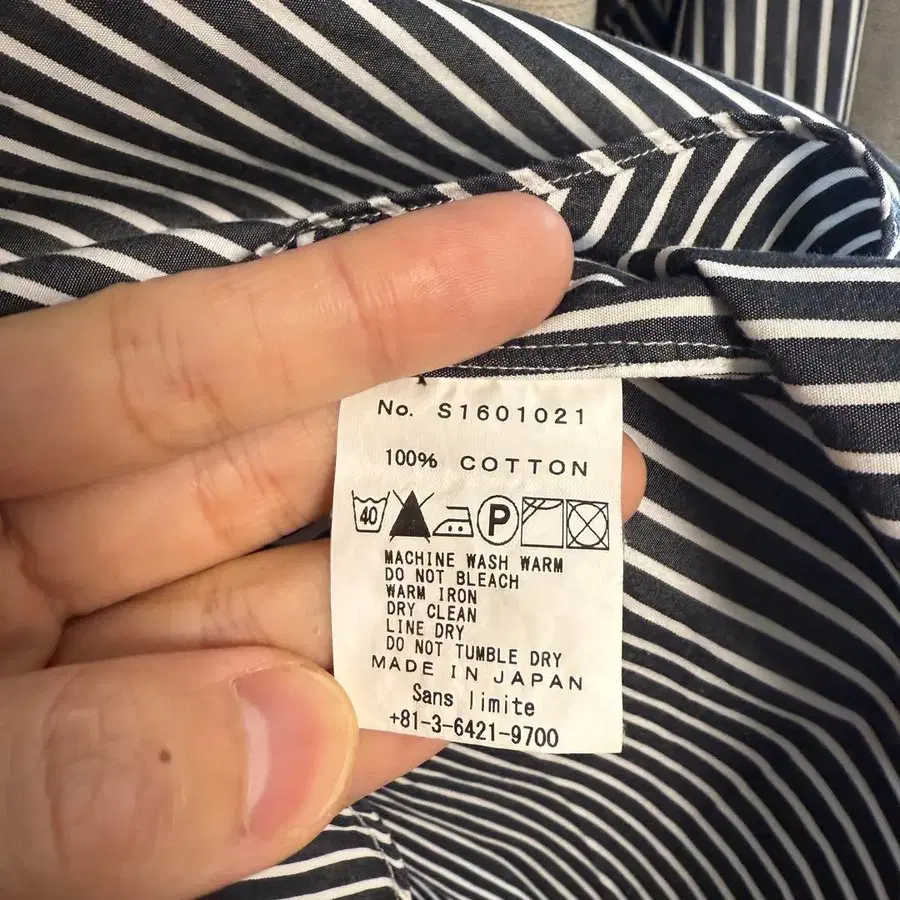 No. S1601021
100% COTTON
40 P
MACHINE WASH WARM
DO NOT BLEACH
WARM IRON
DRY CLEAN
LINE DRY
DO NOT TUMBLE DRY
MADE IN JAPAN
Sans limite
+81-3-6421-9700